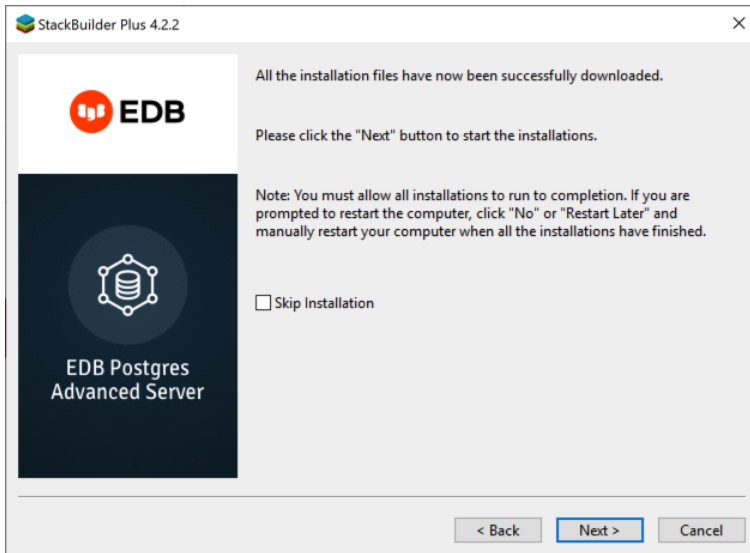 StackBuilder Plus 4.2.2
EDB
All the installation files have now been successfully downloaded.
Please click the "Next" button to start the installations.
Note: You must allow all installations to run to completion. If you are
prompted to restart the computer, click "No" or "Restart Later" and
manually restart your computer when all the installations have finished.
Skip Installation
EDB Postgres
Advanced Server
< Back
Next >
Cancel